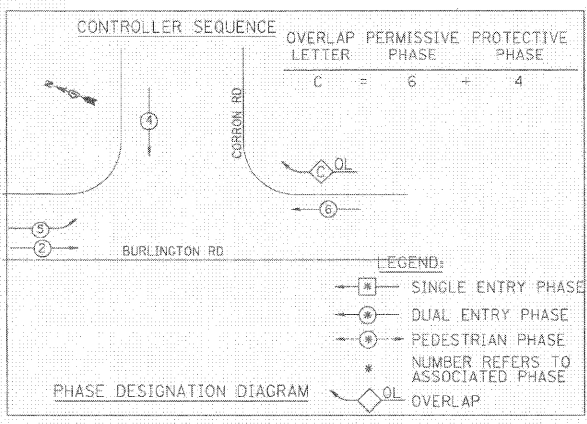 CONTROLLER SEQUENCE
OVERLAP PERMISSIVE PROTECTIVE
LETTER PHASE PHASE
C = 6 + 4
N
4
CORRON RD
C OL
6
5
2
BURLINGTON RD
LEGEND:
* SINGLE ENTRY PHASE
* DUAL ENTRY PHASE
* PEDESTRIAN PHASE
* NUMBER REFERS TO
ASSOCIATED PHASE
OL OVERLAP
PHASE DESIGNATION DIAGRAM